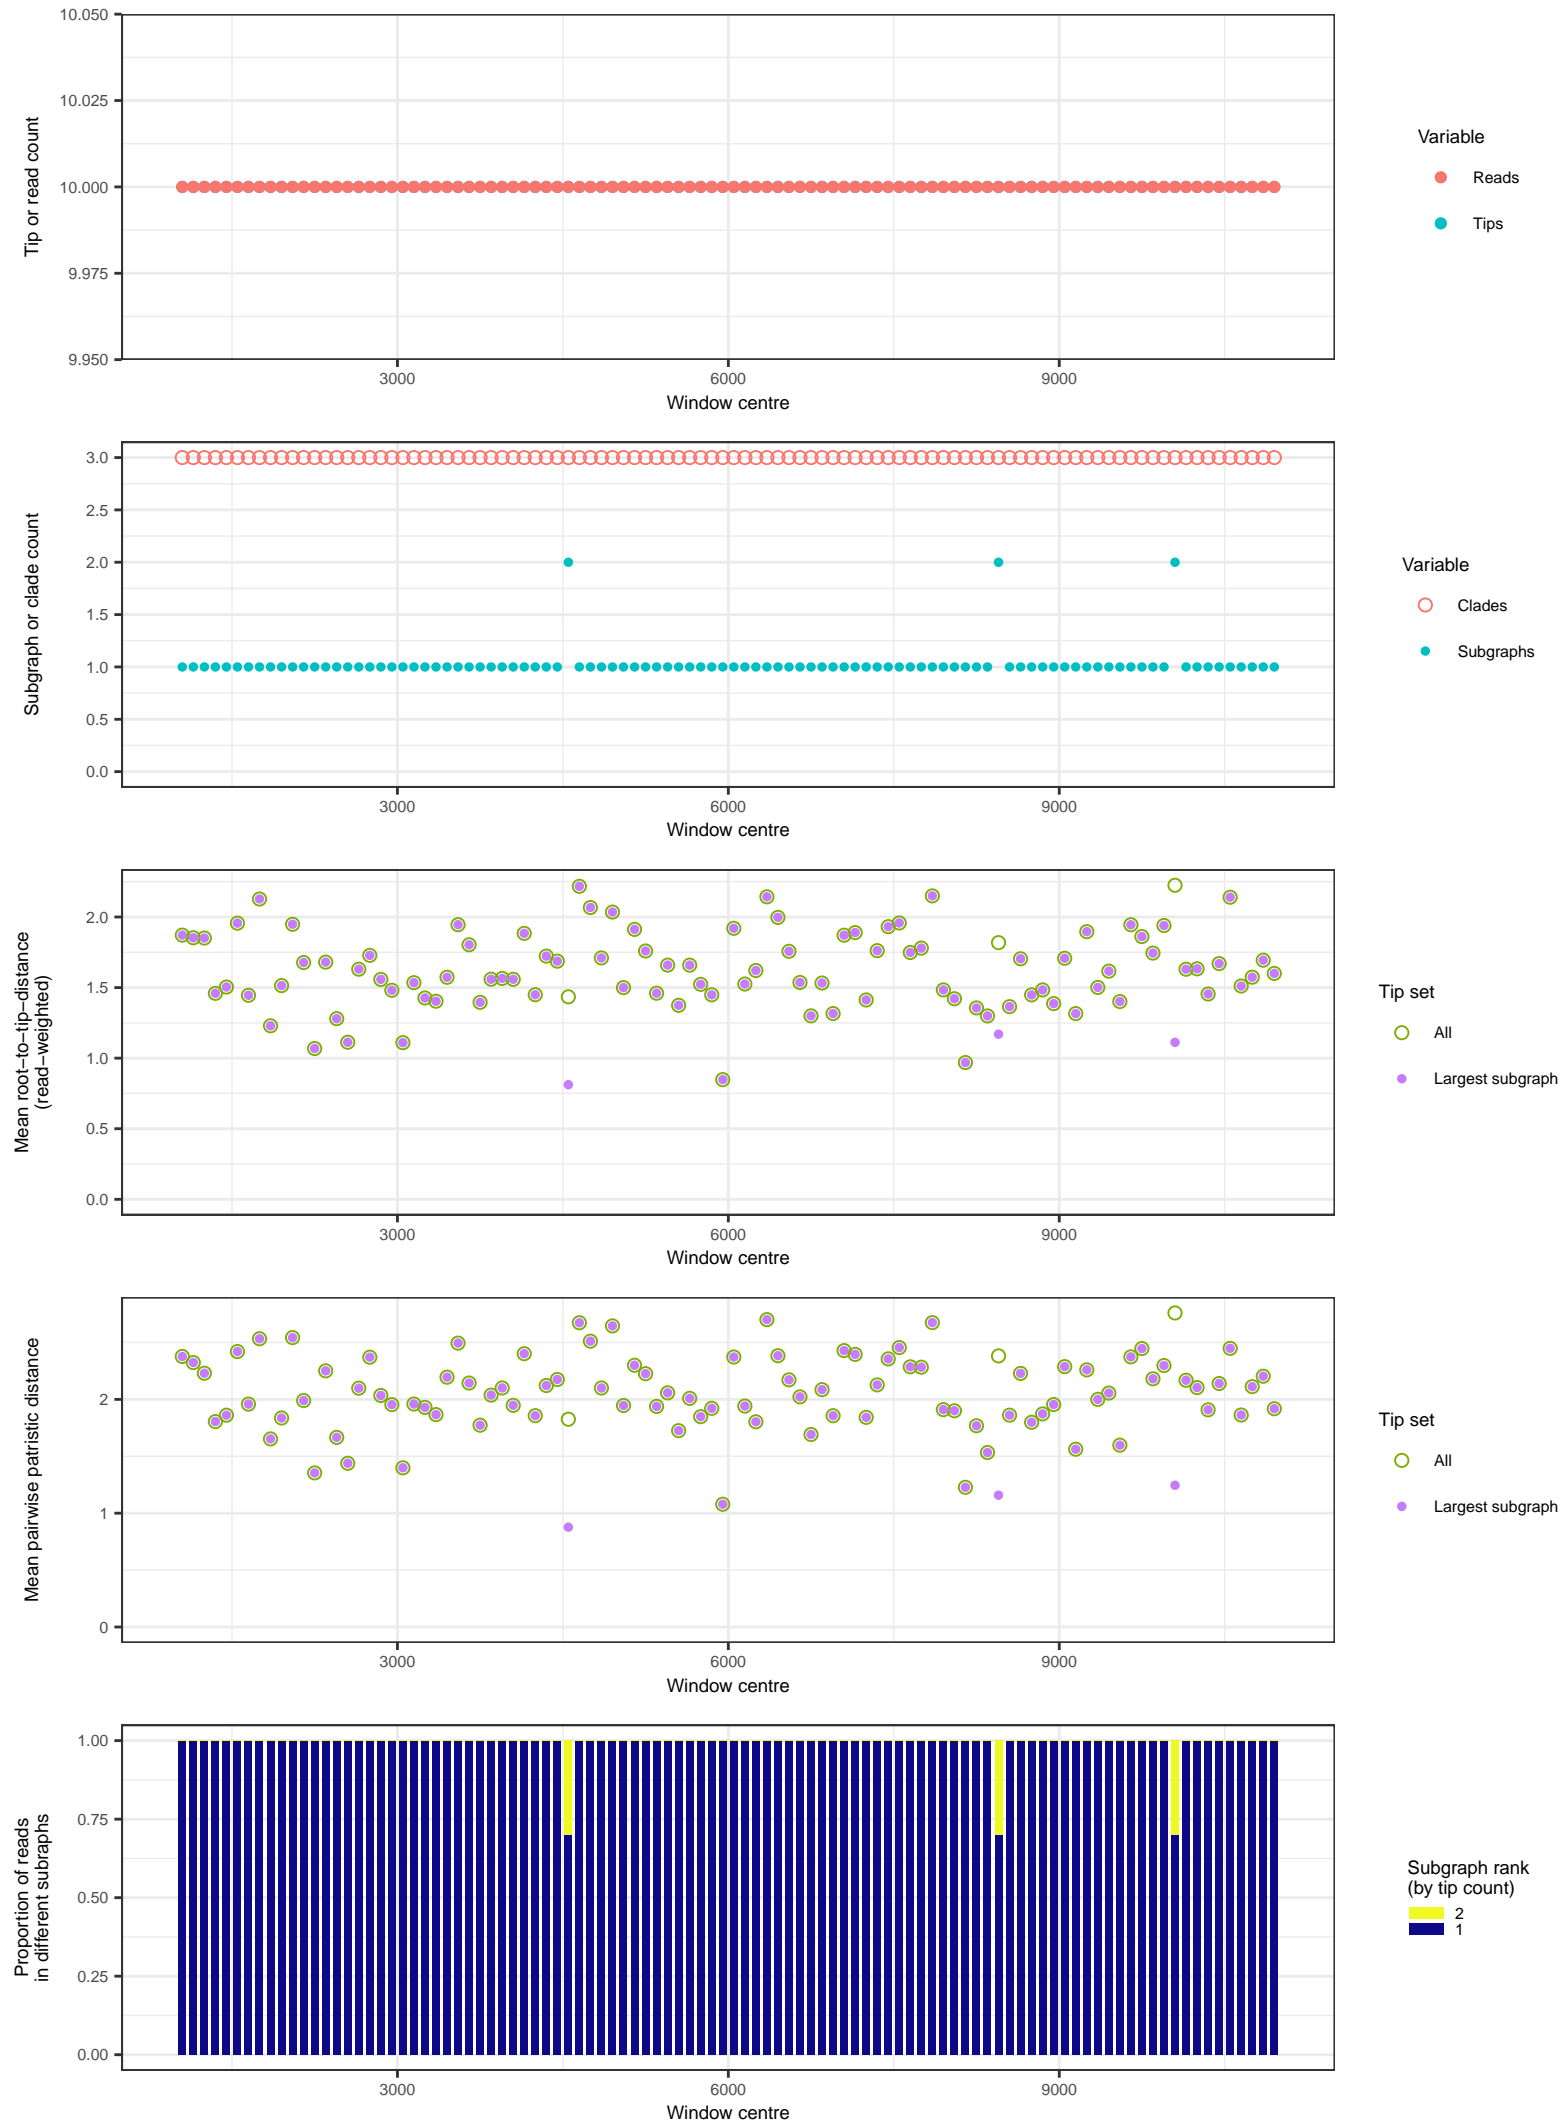 10.050
10.025
10.000
9.975
9.950
Tip or read count
3000
6000
9000
Window centre
Variable
Reads
Tips
3.0
2.5
2.0
1.5
1.0
0.5
0.0
Subgraph or clade count
3000
6000
9000
Window centre
Variable
Clades
Subgraphs
2.0
1.5
1.0
0.5
0.0
Mean root−to−tip−distance
(read−weighted)
3000
6000
9000
Window centre
Tip set
All
Largest subgraph
2
1
0
Mean pairwise patristic distance
3000
6000
9000
Window centre
Tip set
All
Largest subgraph
1.00
0.75
0.50
0.25
0.00
Proportion of reads
in different subraphs
3000
6000
9000
Window centre
Subgraph rank
(by tip count)
2
1